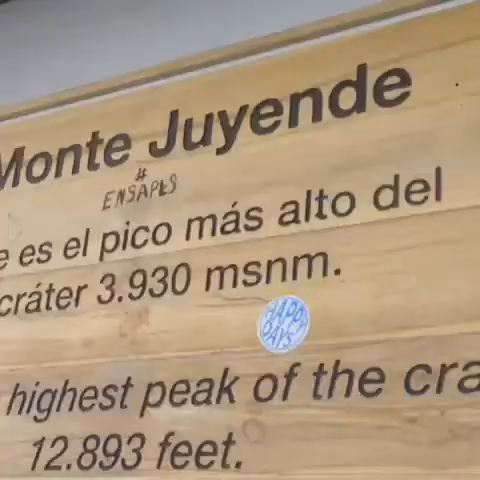 Monte Juyende
#
ENSAPES
e es el pico más alto del
cráter 3.930 msnm.
HAPPY
DAYS
highest peak of the cra
12.893 feet.